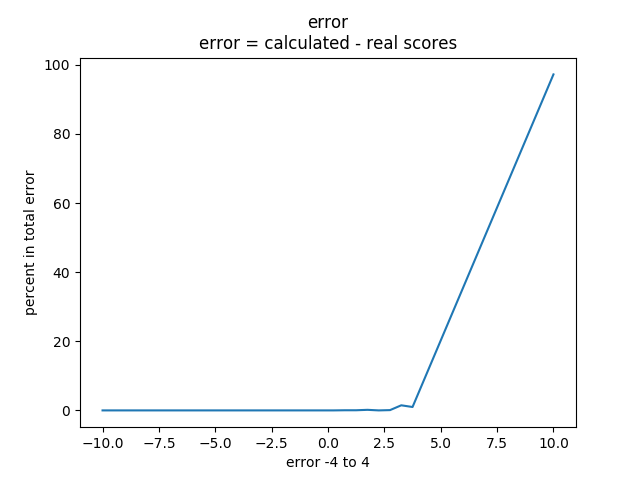 error
error = calculated - real scores
100
80
60
40
20
0
percent in total error
−10.0 −7.5 −5.0 −2.5 0.0 2.5 5.0 7.5 10.0
error -4 to 4